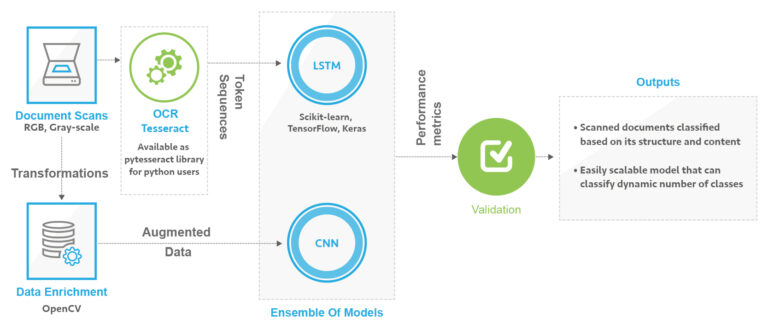 Document Scans
RGB, Gray-scale
OCR
Tesseract
Available as
pytesseract library
for python users
Token
Sequences
LSTM
Scikit-learn,
TensorFlow, Keras
Performance
metrics
Validation
Outputs
• Scanned documents classified
based on its structure and content
• Easily scalable model that can
classify dynamic number of classes
Transformations
Data Enrichment
OpenCV
Augmented
Data
CNN
Ensemble Of Models